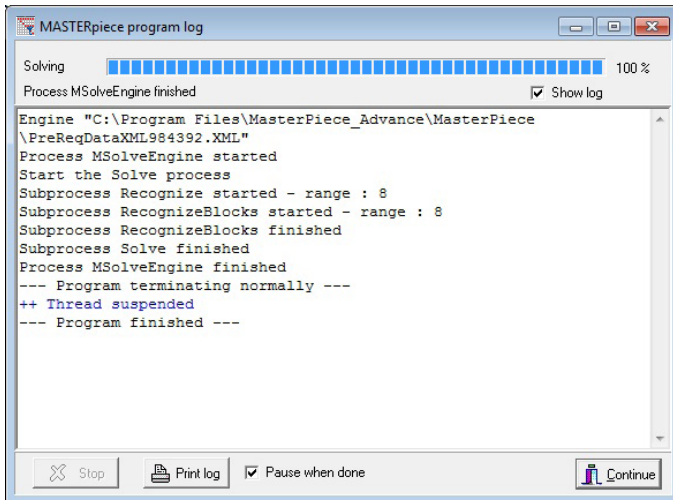 MASTERpiece program log
Solving 100 %
Process MSolveEngine finished Show log
Engine "C:\Program Files\MasterPiece_Advance\MasterPiece
\PreReqDataXML984392.XML"
Process MSolveEngine started
Start the Solve process
Subprocess Recognize started - range : 8
Subprocess RecognizeBlocks started - range : 8
Subprocess RecognizeBlocks finished
Subprocess Solve finished
Process MSolveEngine finished
--- Program terminating normally ---
++ Thread suspended
--- Program finished ---
Stop Print log Pause when done Continue